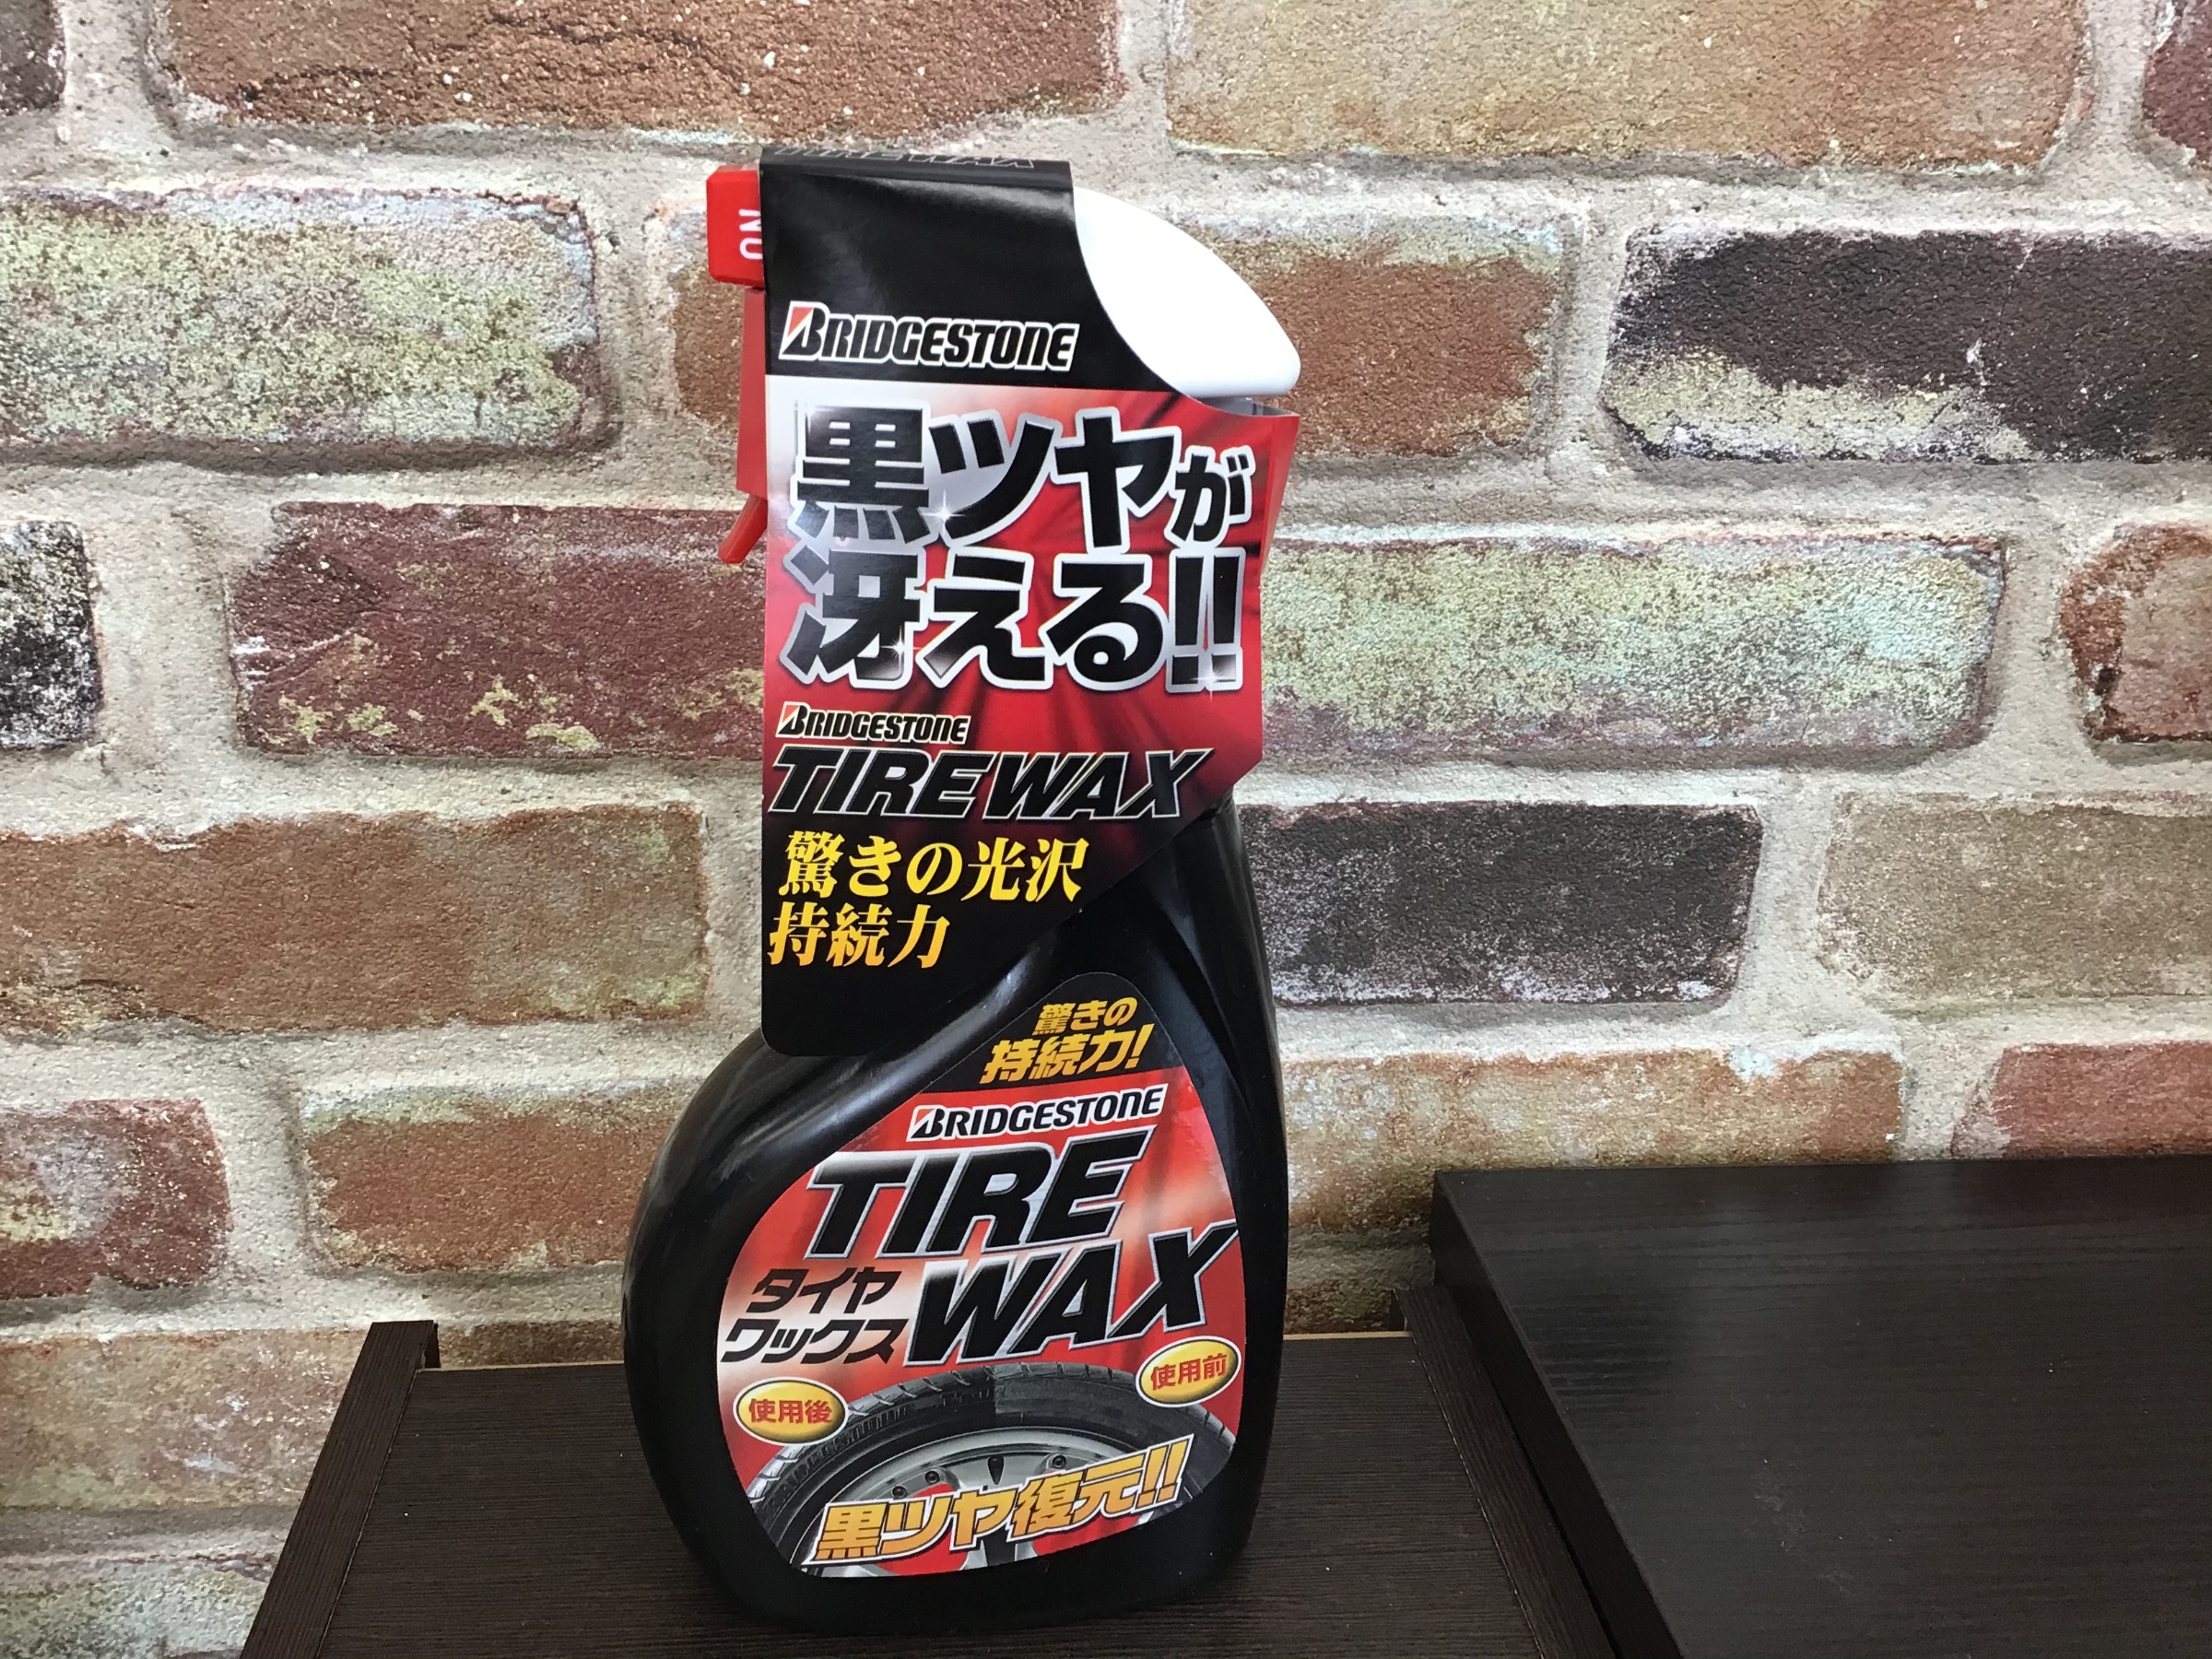 TIREWAX
ON
BRIDGESTONE
黒ツヤが
冴える!!
BRIDGESTONE
TIREWAX
驚きの光沢
持続力
驚きの
持続力!
BRIDGESTONE
TIRE
WAX
タイヤ
ワックス
使用後
使用前
黒ツヤ復元!!